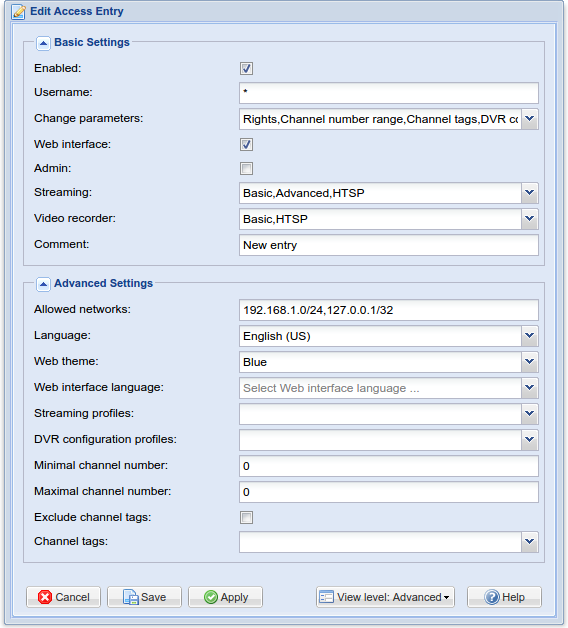 Edit Access Entry
Basic Settings
Enabled:
Username: *
Change parameters: Rights,Channel number range,Channel tags,DVR
Web interface:
Admin:
Streaming: Basic,Advanced,HTSP
Video recorder: Basic,HTSP
Comment: New entry
Advanced Settings
Allowed networks: 192.168.1.0/24,127.0.0.1/32
Language: English (US)
Web theme: Blue
Web interface language: Select Web interface language ...
Streaming profiles:
DVR configuration profiles:
Minimal channel number: 0
Maximal channel number: 0
Exclude channel tags:
Channel tags:
Cancel Save Apply View level: Advanced Help